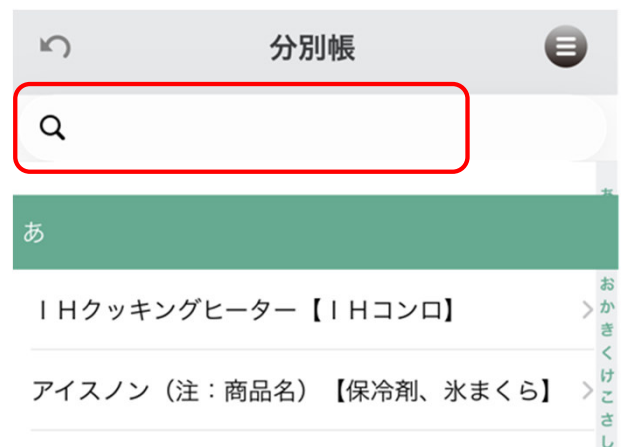 分別帳
あ
ＩＨクッキングヒーター【ＩＨコンロ】
アイスノン（注：商品名）【保冷剤、氷まくら】
お
か
き
く
け
こ
さ
し